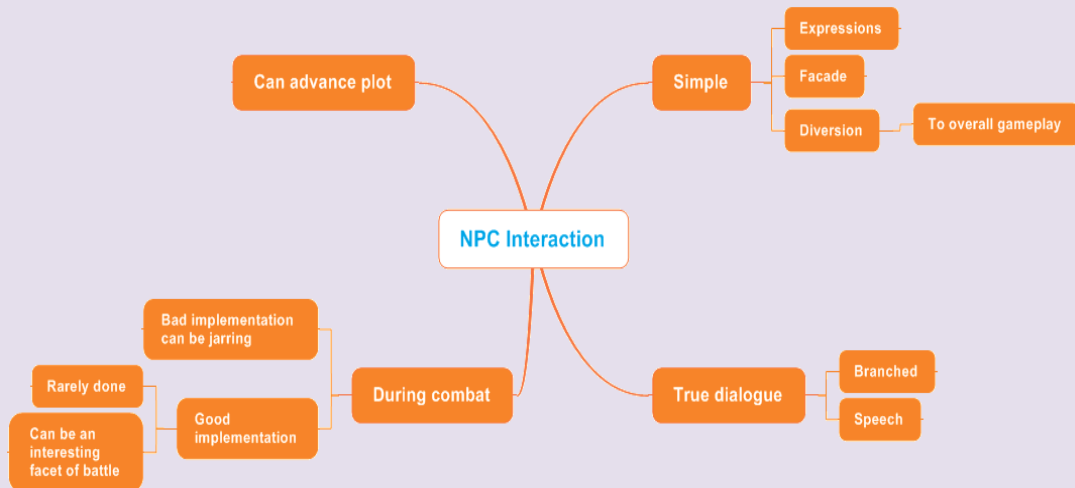 Can advance plot
Simple
Expressions
Facade
Diversion
To overall gameplay
NPC Interaction
Bad implementation
can be jarring
Rarely done
Can be an
interesting
facet of battle
Good
implementation
During combat
True dialogue
Branched
Speech